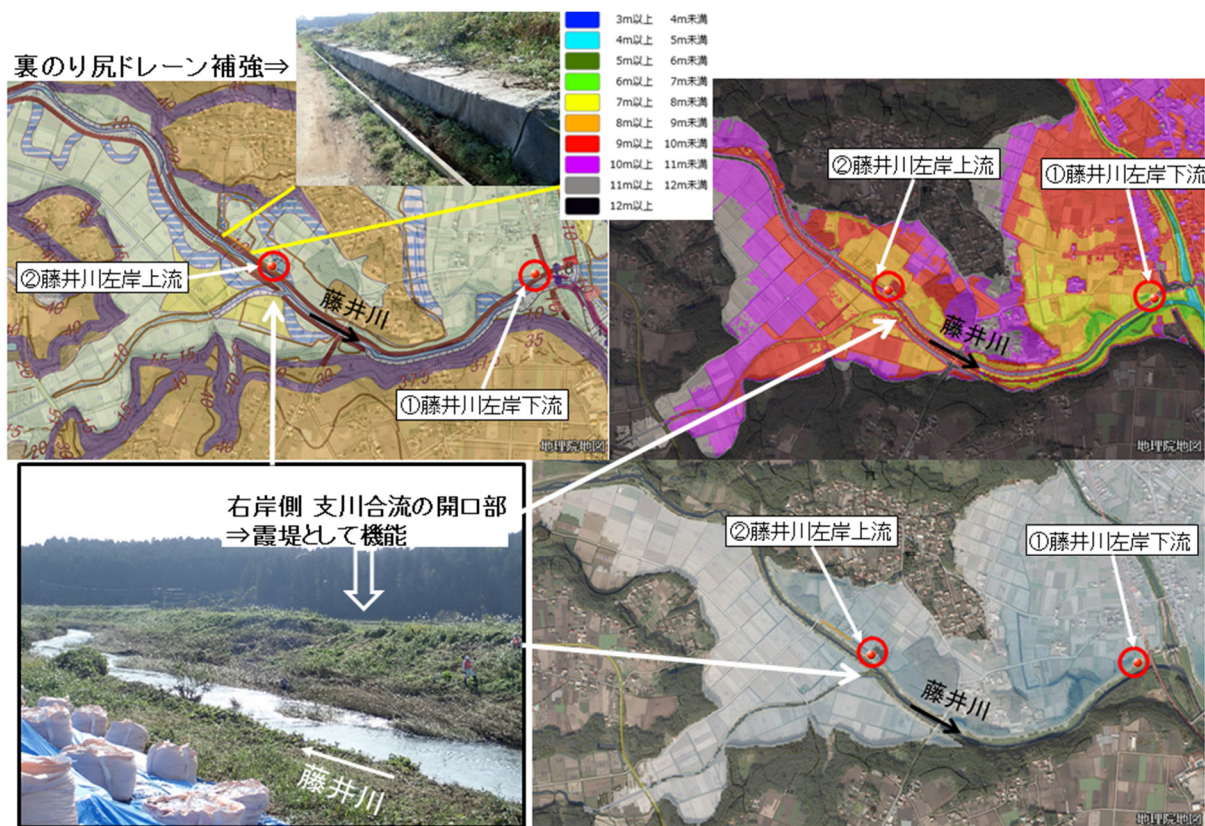 裏のり尻ドレーン補強⇒
3m以上 4m未満
4m以上 5m未満
5m以上 6m未満
6m以上 7m未満
7m以上 8m未満
8m以上 9m未満
9m以上 10m未満
10m以上 11m未満
11m以上 12m未満
12m以上
②藤井川左岸上流
藤井川
①藤井川左岸下流
地理院地図
②藤井川左岸上流
①藤井川左岸下流
藤井川
地理院地図
右岸側 支川合流の開口部
⇒霞堤として機能
藤井川
②藤井川左岸上流
①藤井川左岸下流
藤井川
地理院地図